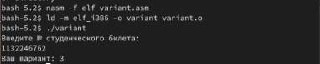 bash-5.2$ nasm -f elf variant.asm
bash-5.2$ ld -m elf_i386 -o variant variant.o
bash-5.2$ ./variant
Введите № студенческого билета:
1132246762
Ваш вариант: 3